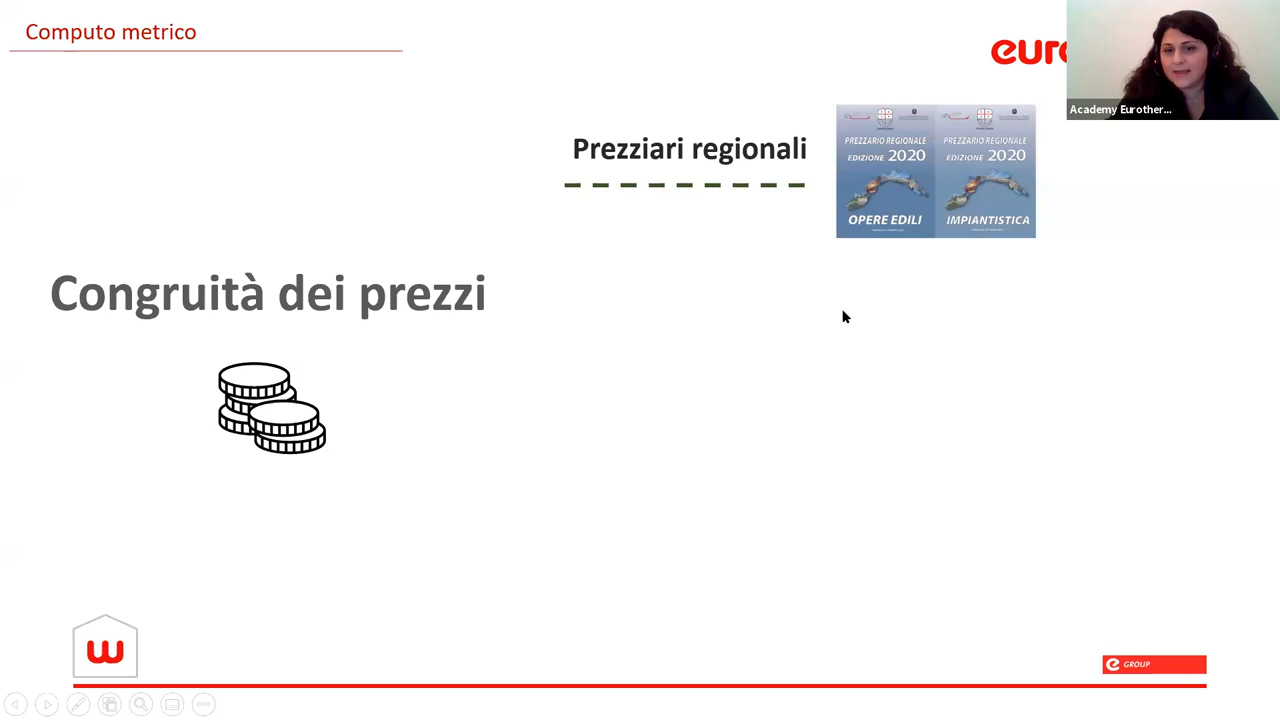 Computo metrico
euro
Academy Eurother...
Prezziari regionali
PREZZARIO REGIONALE
EDIZIONE 2020
OPERE EDILI
PREZZARIO REGIONALE
EDIZIONE 2020
IMPIANTISTICA
Congruità dei prezzi
w
e GROUP